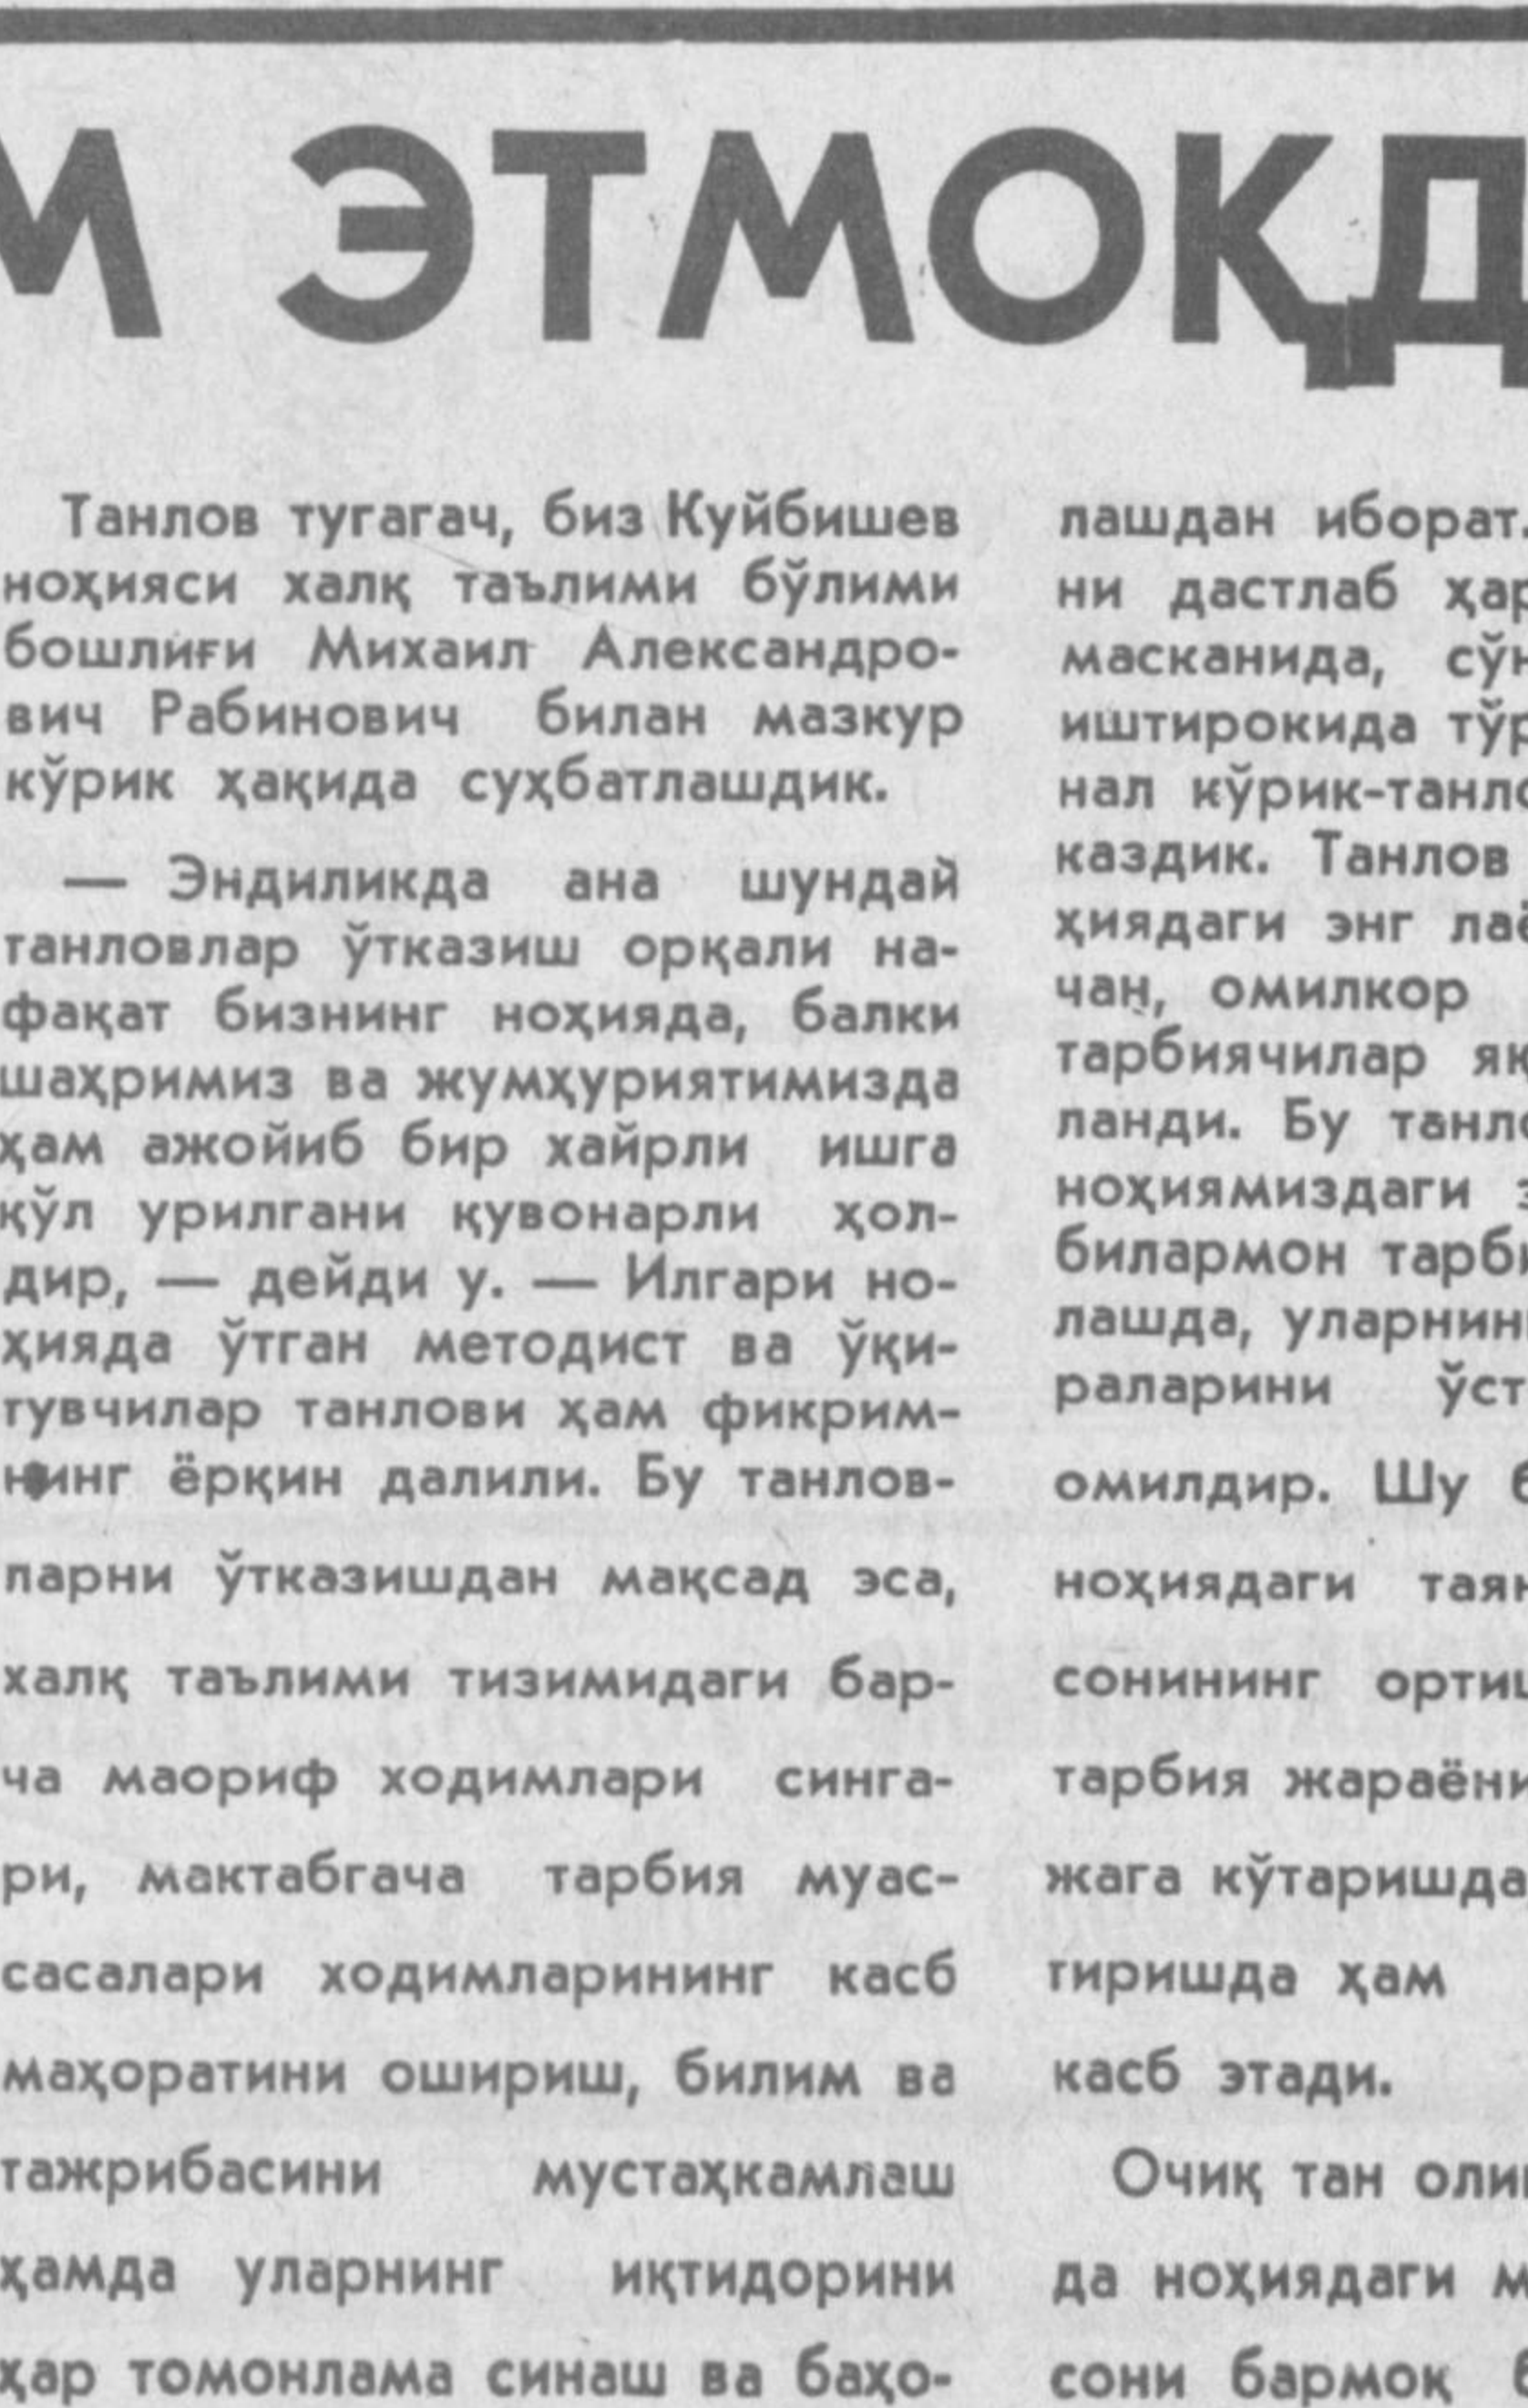 М ЭТМОҚД
Танлов тугагач, биз Куйбишев
ноҳияси халқ таълими бўлими
бошлиғи Михаил Александро-
вич Рабинович билан мазкур
кўрик ҳақида суҳбатлашдик.
— Эндиликда ана шундай
танловлар ўтказиш орқали на-
фақат бизнинг ноҳияда, балки
шаҳримиз ва жумҳуриятимизда
ҳам ажойиб бир хайрли ишга
қўл урилгани қувонарли ҳол-
дир, — дейди у. — Илгари но-
ҳияда ўтган методист ва ўқи-
тувчилар танлови ҳам фикрим-
нинг ёрқин далили. Бу танлов-
ларни ўтказишдан мақсад эса,
халқ таълими тизимидаги бар-
ча маориф ходимлари синга-
ри, мактабгача тарбия муас-
сасалари ходимларининг касб
маҳоратини ошириш, билим ва
тажрибасини мустаҳкамлаш
ҳамда уларнинг иқтидорини
ҳар томонлама синаш ва баҳо-
лашдан иборат.
ни дастлаб ҳар
масканида, сўн
иштирокида тўр
нал кўрик-танло
каздик. Танлов
ҳиядаги энг лаё
чан, омилкор
тарбиячилар яқ
ланди. Бу танло
ноҳиямиздаги э
билармон тарби
лашда, уларнинг
раларини ўст
омилдир. Шу б
ноҳиядаги таян
сонининг ортиш
тарбия жараёни
жага кўтаришда
тиришда ҳам
касб этади.
Очиқ тан олиш
да ноҳиядаги м
сони бармоқ б